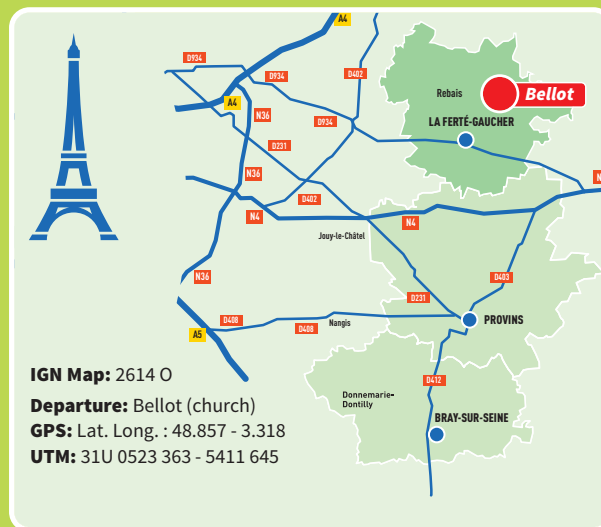 A4
D934
D934
D402
A4
Rebais
Bellot
N36
D934
LA FERTÉ-GAUCHER
D231
N36
D402
N4
N4
Jouy-le-Châtel
N36
D403
D231
D408
D408
Nangis
PROVINS
A5
IGN Map: 2614 O
Departure: Bellot (church)
GPS: Lat. Long. : 48.857 - 3.318
UTM: 31U 0523 363 - 5411 645
D412
Donnemarie-
Dontilly
BRAY-SUR-SEINE